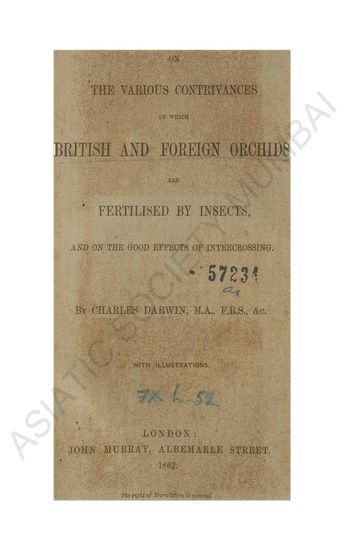 ON
THE VARIOUS CONTRIVANCES
BY WHICH
BRITISH AND FOREIGN ORCHIDS
ARE
FERTILISED BY INSECTS,
AND ON THE GOOD EFFECTS OF INTERCROSSING.
57234
BY CHARLES DARWIN, M.A., F.R.S., &c.
WITH ILLUSTRATIONS.
LONDON:
JOHN MURRAY, ALBEMARLE STREET.
1862.
The right of Translation is reserved.
ASIATIC SOCIETY MUMBAI